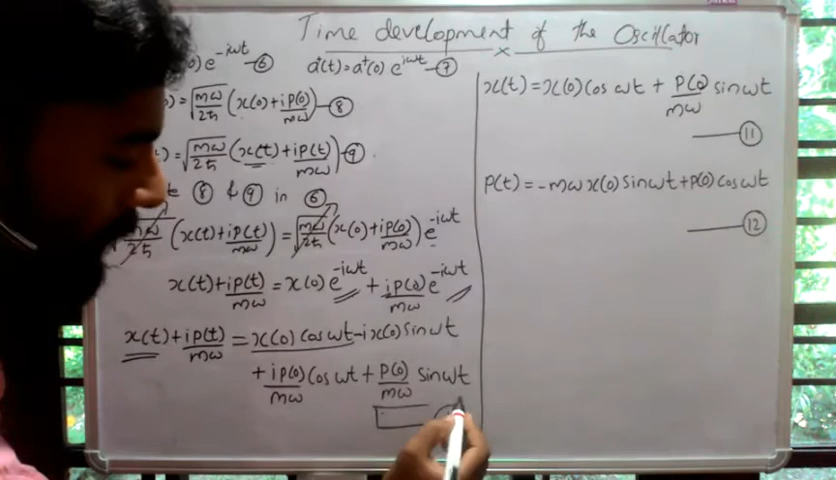 Time development of the Oscillator
0) e^-iωt -⑥ a†(t)=a†(0) e^iωt -⑦
)=√mω/2ħ (x(0)+ip(0)/mω) -⑧
)=√mω/2ħ (x(t)+ip(t)/mω) -⑨
⑧ & ⑨ in ⑥
√mω/2ħ (x(t)+ip(t)/mω)=√mω/2ħ (x(0)+ip(0)/mω) e^-iωt
x(t)+ip(t)/mω = x(0) e^-iωt + ip(0)/mω e^-iωt
x(t)+ip(t)/mω = x(0) cos ωt - ix(0) sin ωt
+ ip(0)/mω cos ωt + p(0)/mω sin ωt
x(t)=x(0) cos ωt + P(0)/mω sin ωt
—⑪
P(t)=-mω x(0) sin ωt + p(0) cos ωt
—⑫